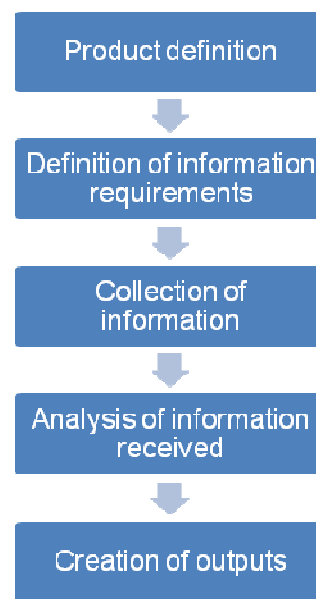 Product definition
Definition of information
requirements
Collection of
information
Analysis of information
received
Creation of outputs